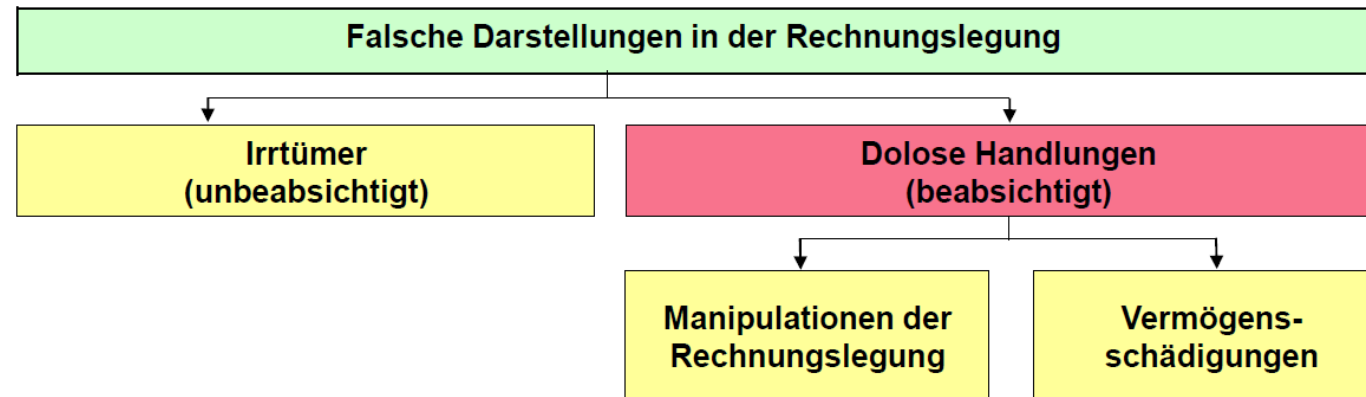 Falsche Darstellungen in der Rechnungslegung
Irrtümer
(unbeabsichtigt)
Dolose Handlungen
(beabsichtigt)
Manipulationen der
Rechnungslegung
Vermögens-
schädigungen